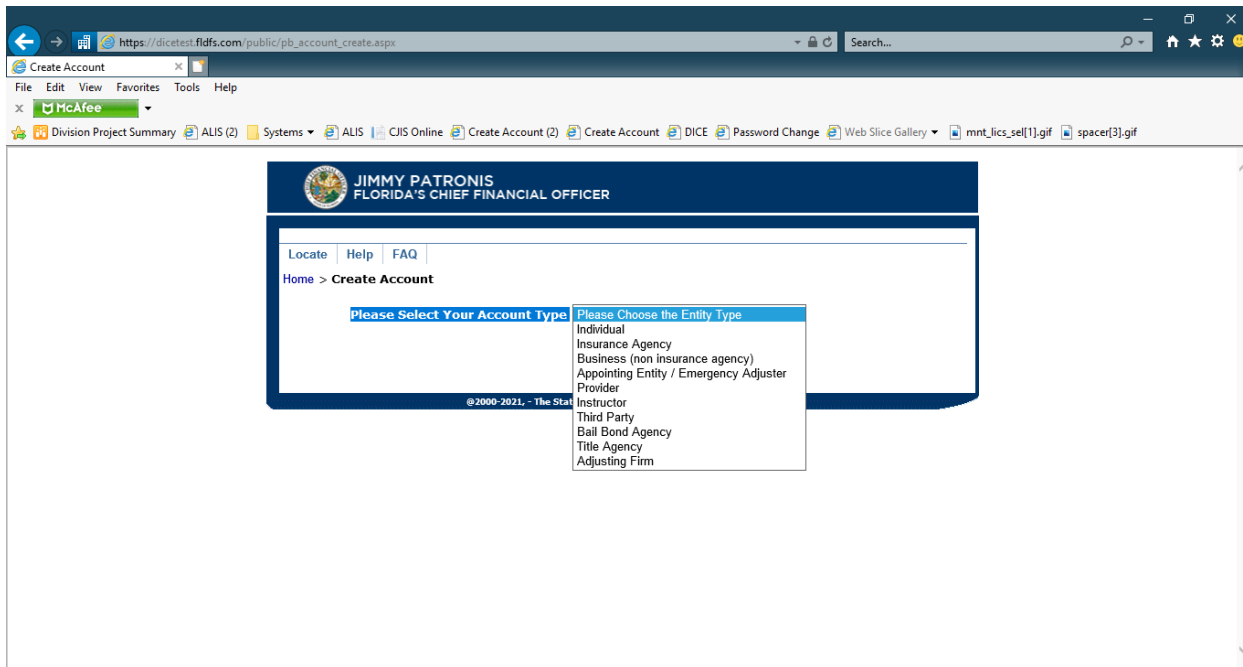 https://dicetest.fldfs.com/public/pb_account_create.aspx Search...
Create Account
File Edit View Favorites Tools Help
x McAfee
Division Project Summary ALIS (2) Systems ALIS CJIS Online Create Account (2) Create Account DICE Password Change Web Slice Gallery mnt_lics_sel[1].gif spacer[3].gif
JIMMY PATRONIS
FLORIDA'S CHIEF FINANCIAL OFFICER
Locate Help FAQ
Home > Create Account
Please Select Your Account Type Please Choose the Entity Type
Individual
Insurance Agency
Business (non insurance agency)
Appointing Entity / Emergency Adjuster
Provider
@2000-2021, - The Stat Instructor
Third Party
Bail Bond Agency
Title Agency
Adjusting Firm